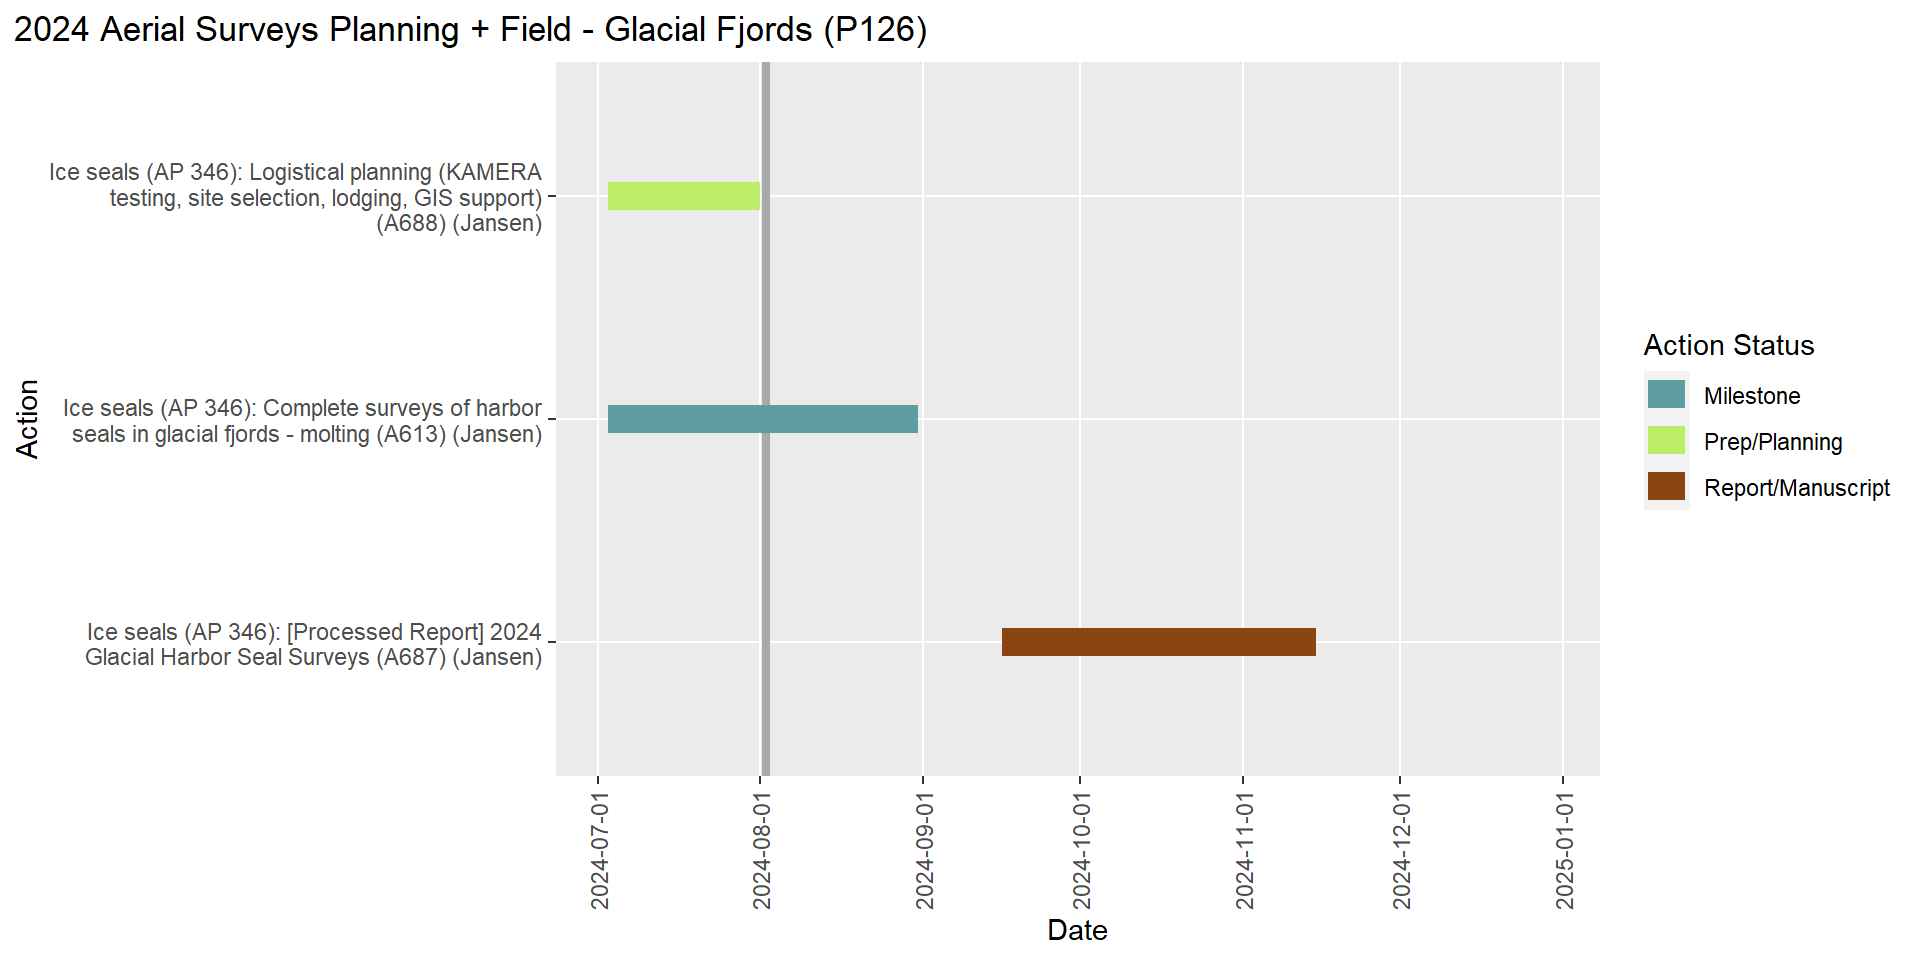 2024 Aerial Surveys Planning + Field - Glacial Fjords (P126)
Action
Ice seals (AP 346): Logistical planning (KAMERA
testing, site selection, lodging, GIS support)
(A688) (Jansen)
Ice seals (AP 346): Complete surveys of harbor
seals in glacial fjords - molting (A613) (Jansen)
Ice seals (AP 346): [Processed Report] 2024
Glacial Harbor Seal Surveys (A687) (Jansen)
2024-07-01
2024-08-01
2024-09-01
2024-10-01
2024-11-01
2024-12-01
2025-01-01
Date
Action Status
Milestone
Prep/Planning
Report/Manuscript